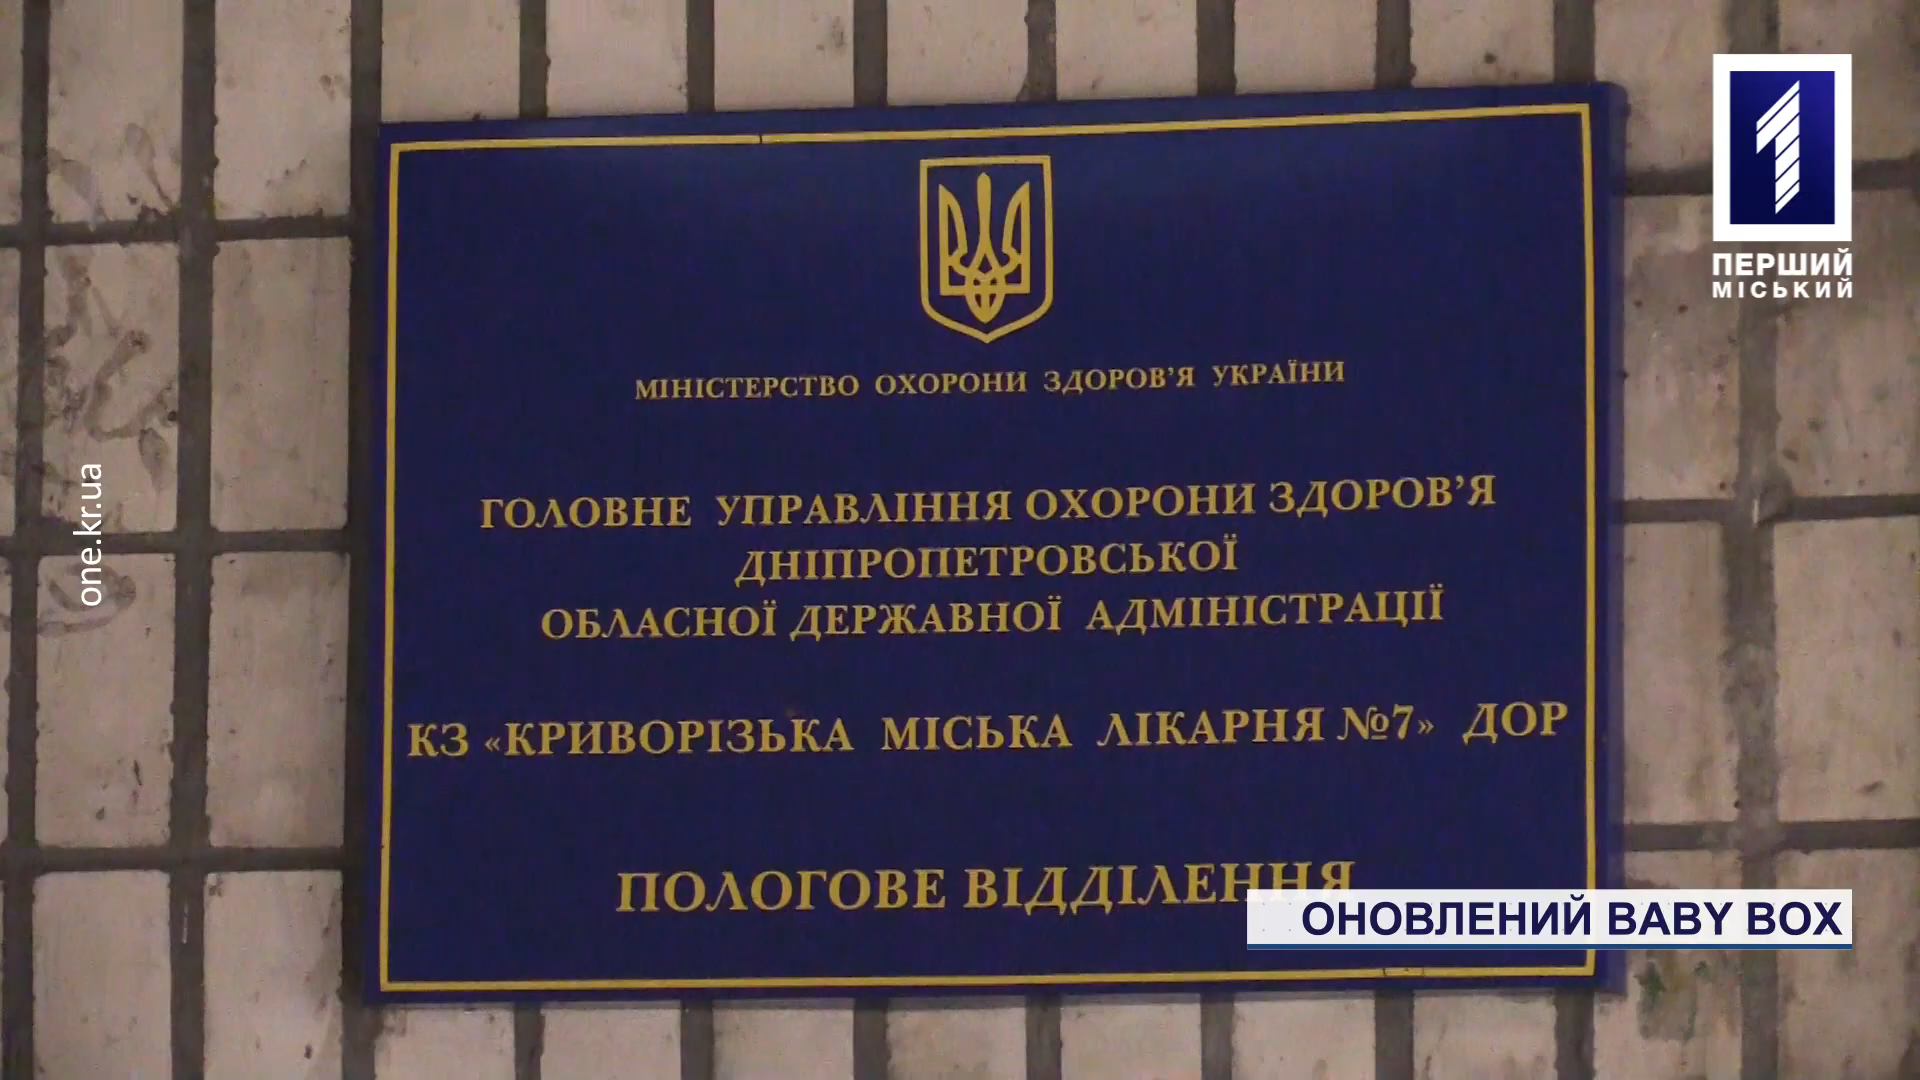 ПЕРШИЙ
МІСЬКИЙ
МІНІСТЕРСТВО ОХОРОНИ ЗДОРОВ’Я УКРАЇНИ
ГОЛОВНЕ УПРАВЛІННЯ ОХОРОНИ ЗДОРОВ’Я
ДНІПРОПЕТРОВСЬКОЇ
ОБЛАСНОЇ ДЕРЖАВНОЇ АДМІНІСТРАЦІЇ
КЗ «КРИВОРІЗЬКА МІСЬКА ЛІКАРНЯ №7» ДОР
ПОЛОГОВЕ ВІДДІЛЕННЯ
ОНОВЛЕНИЙ BABY BOX
one.kr.ua